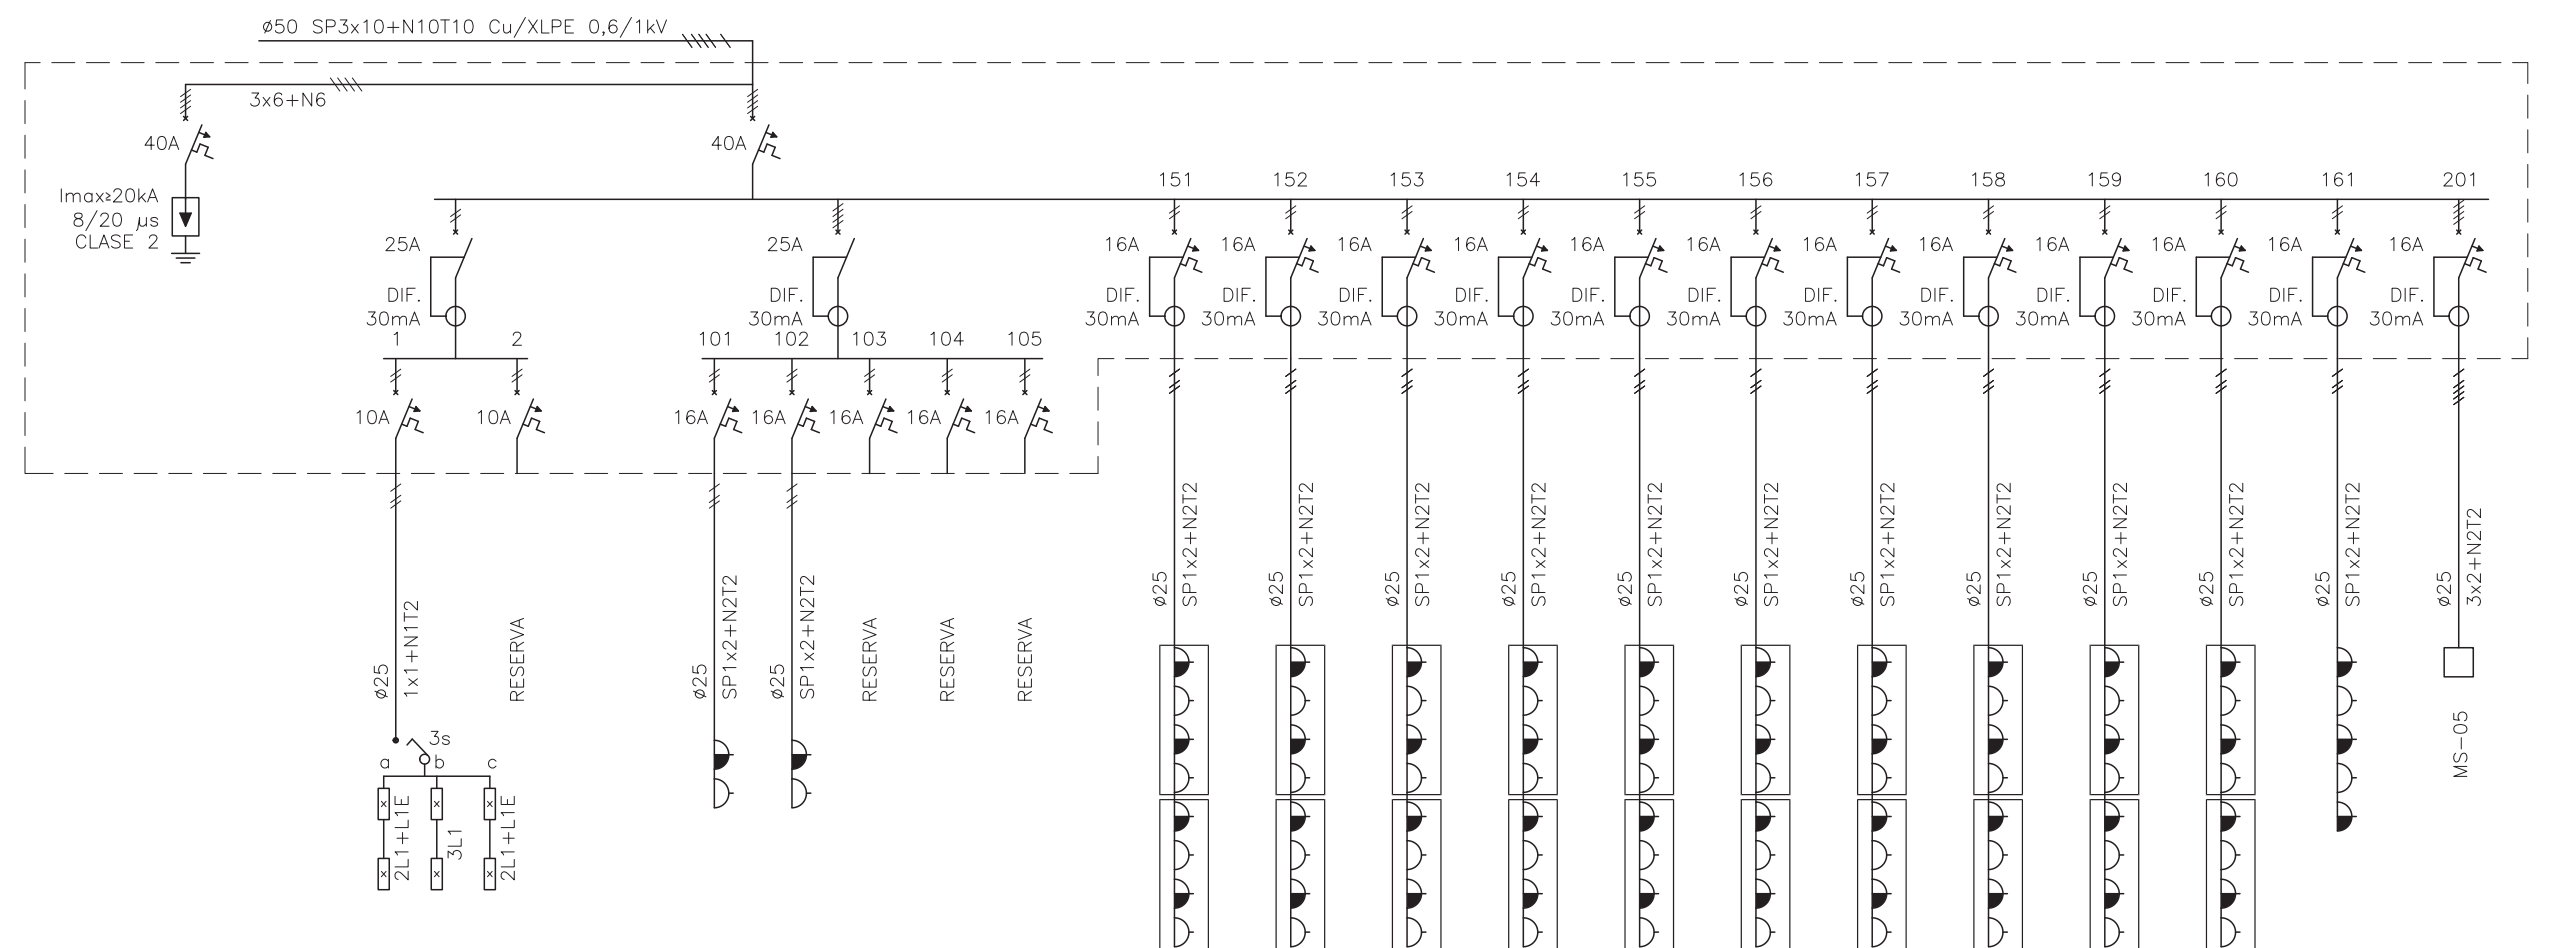 ø50 SP3x10+N10T10 Cu/XLPE 0,6/1kV
3x6+N6
40A
40A
Imax≥20kA
8/20 µs
CLASE 2
151 152 153 154 155 156 157 158 159 160 161 201
25A 25A 16A 16A 16A 16A 16A 16A 16A 16A 16A 16A 16A 16A
DIF. DIF. DIF. DIF. DIF. DIF. DIF. DIF. DIF. DIF. DIF. DIF. DIF. DIF.
30mA 30mA 30mA 30mA 30mA 30mA 30mA 30mA 30mA 30mA 30mA 30mA 30mA 30mA
1 2 101 102 103 104 105
10A 10A 16A 16A 16A 16A 16A
ø25
1x1+N1T2
RESERVA
ø25
SP1x2+N2T2
ø25
SP1x2+N2T2
RESERVA
RESERVA
RESERVA
ø25
SP1x2+N2T2
ø25
SP1x2+N2T2
ø25
SP1x2+N2T2
ø25
SP1x2+N2T2
ø25
SP1x2+N2T2
ø25
SP1x2+N2T2
ø25
SP1x2+N2T2
ø25
SP1x2+N2T2
ø25
SP1x2+N2T2
ø25
SP1x2+N2T2
ø25
SP1x2+N2T2
ø25
3x2+N2T2
MS-05
3s
a b c
2L1+L1E
3L1
2L1+L1E